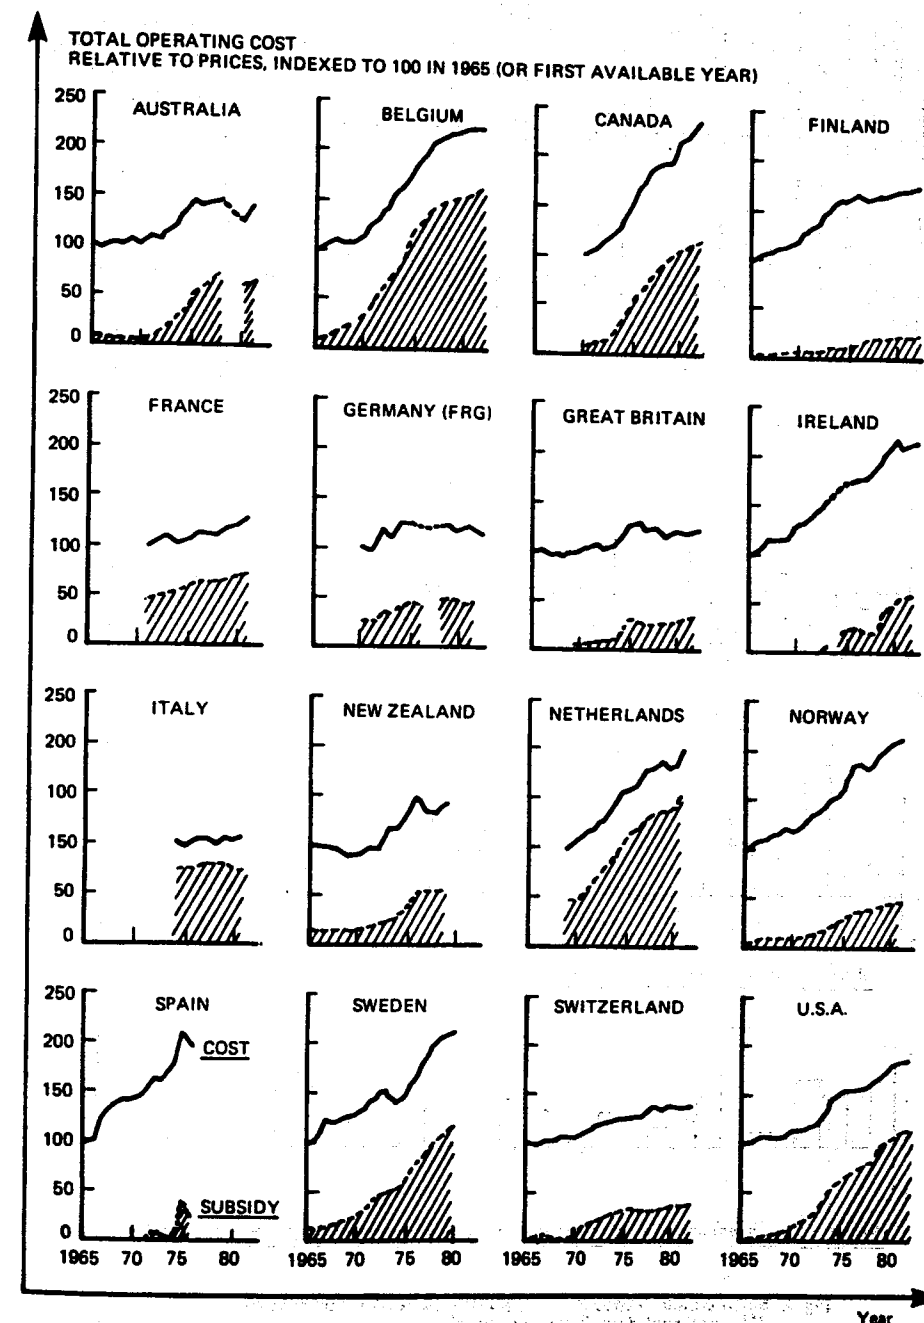 TOTAL OPERATING COST
RELATIVE TO PRICES, INDEXED TO 100 IN 1965 (OR FIRST AVAILABLE YEAR)
250
200
150
100
50
0
AUSTRALIA
BELGIUM
CANADA
FINLAND
250
200
150
100
50
0
FRANCE
GERMANY (FRG)
GREAT BRITAIN
IRELAND
250
200
100
150
50
0
ITALY
NEW ZEALAND
NETHERLANDS
NORWAY
250
200
150
100
50
0
SPAIN
COST
SUBSIDY
SWEDEN
SWITZERLAND
U.S.A.
1965 70 75 80
1965 70 75 80
1965 70 75 80
1965 70 75 80
Year